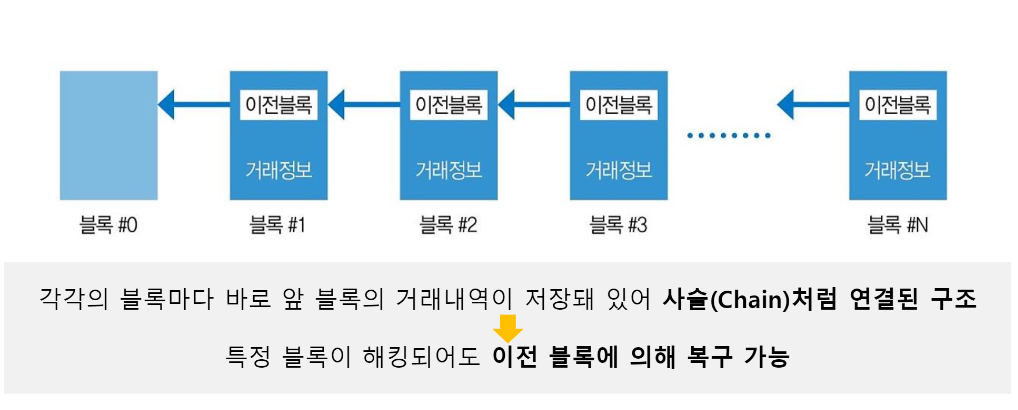 이전블록 이전블록 이전블록 이전블록
거래정보 거래정보 거래정보 거래정보
블록 #0 블록 #1 블록 #2 블록 #3 블록 #N
각각의 블록마다 바로 앞 블록의 거래내역이 저장돼 있어 사슬(Chain)처럼 연결된 구조
특정 블록이 해킹되어도 이전 블록에 의해 복구 가능